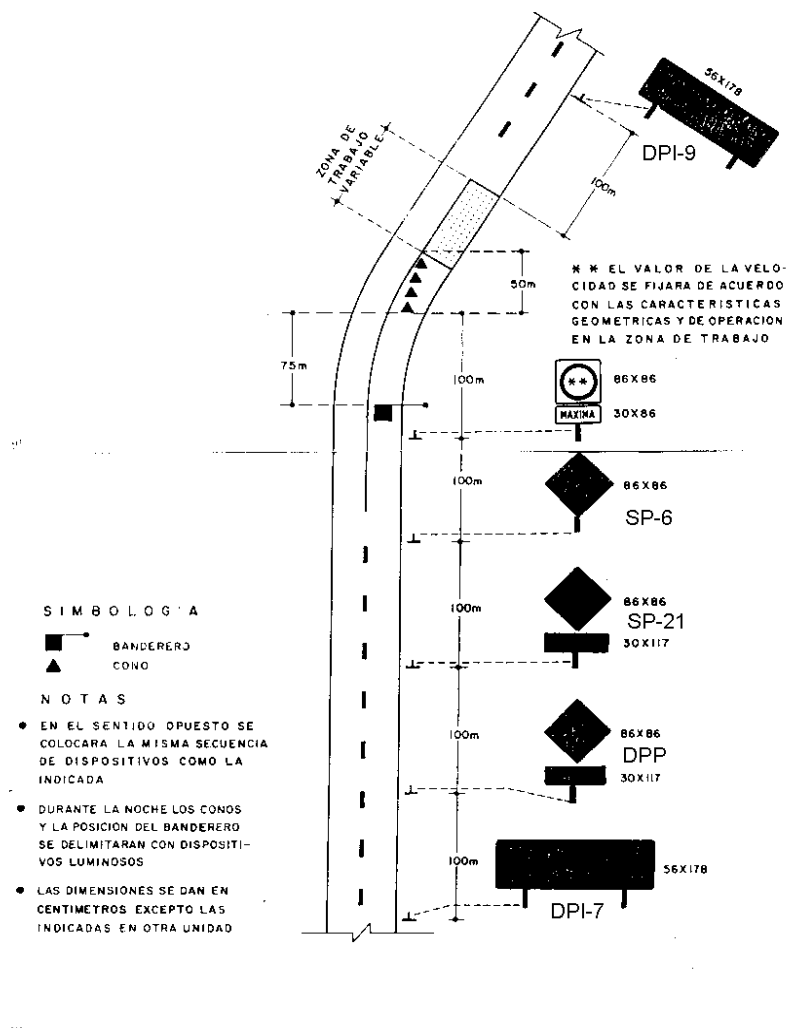 56X178
DPI-9
ZONA DE
TRABAJO
VARIABLE
100m
50m
75m
100m
* * EL VALOR DE LA VELO-
CIDAD SE FIJARA DE ACUERDO
CON LAS CARACTERISTICAS
GEOMETRICAS Y DE OPERACION
EN LA ZONA DE TRABAJO
**
86X86
MAXIMA
30X86
100m
86X86
SP-6
100m
86X86
SP-21
30X117
100m
86X86
DPP
30X117
100m
56X178
DPI-7
SIMBOLOGIA
BANDERERO
CONO
NOTAS
● EN EL SENTIDO OPUESTO SE
COLOCARA LA MISMA SECUENCIA
DE DISPOSITIVOS COMO LA
INDICADA
● DURANTE LA NOCHE LOS CONOS
Y LA POSICION DEL BANDERERO
SE DELIMITARAN CON DISPOSITI-
VOS LUMINOSOS
● LAS DIMENSIONES SE DAN EN
CENTIMETROS EXCEPTO LAS
INDICADAS EN OTRA UNIDAD